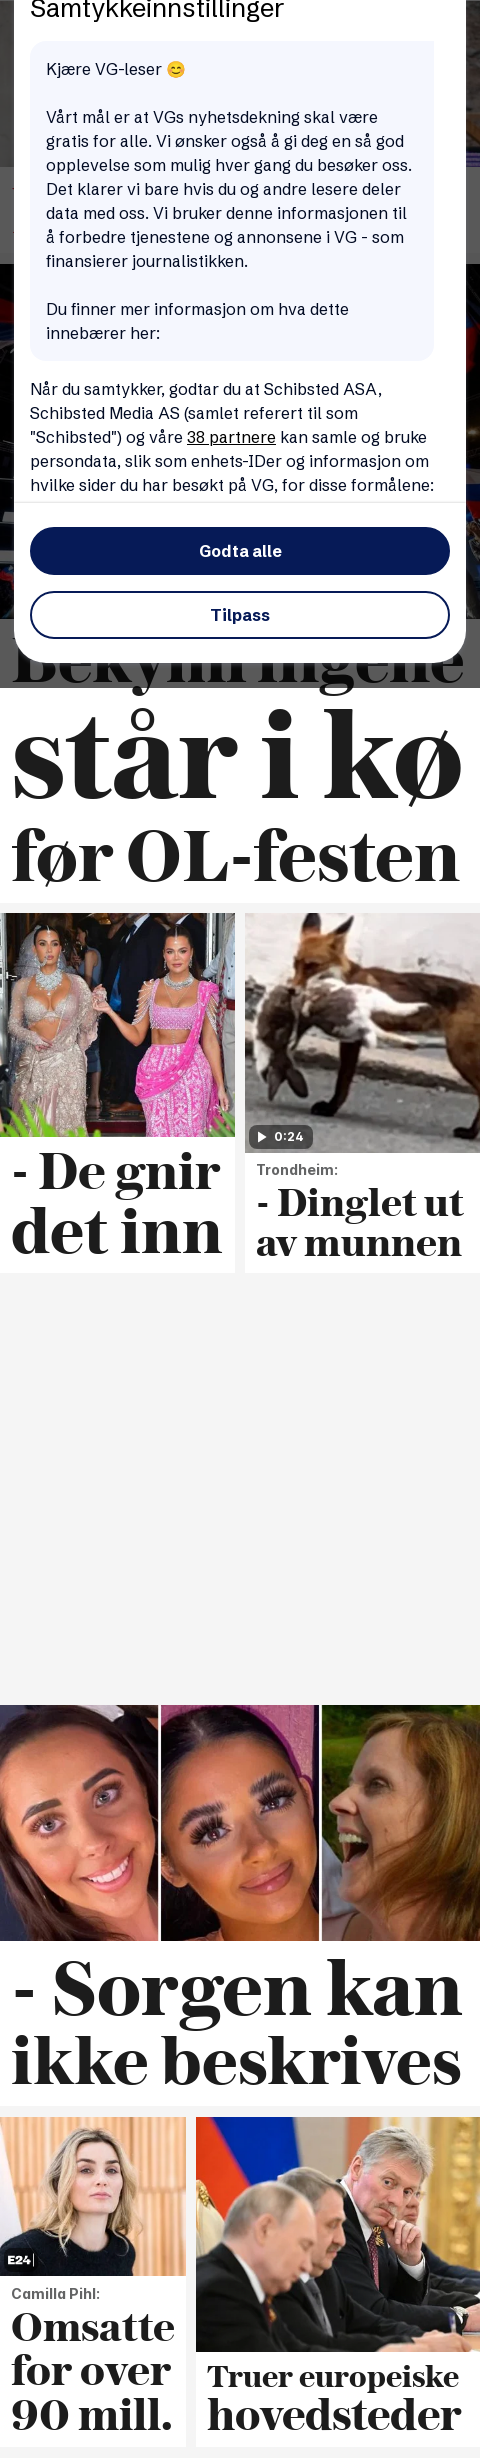 Samtykkeinnstillinger
Kjære VG-leser 😊
Vårt mål er at VGs nyhetsdekning skal være
gratis for alle. Vi ønsker også å gi deg en så god
opplevelse som mulig hver gang du besøker oss.
Det klarer vi bare hvis du og andre lesere deler
data med oss. Vi bruker denne informasjonen til
å forbedre tjenestene og annonsene i VG - som
finansierer journalistikken.
Du finner mer informasjon om hva dette
innebærer her:
Når du samtykker, godtar du at Schibsted ASA,
Schibsted Media AS (samlet referert til som
"Schibsted") og våre 38 partnere kan samle og bruke
persondata, slik som enhets-IDer og informasjon om
hvilke sider du har besøkt på VG, for disse formålene:
Godta alle
Tilpass
Bekymringene
står i kø
før OL-festen
0:24
- De gnir
det inn
Trondheim:
- Dinglet ut
av munnen
- Sorgen kan
ikke beskrives
E24
Camilla Pihl:
Omsatte
for over
90 mill.
Truer europeiske
hovedsteder